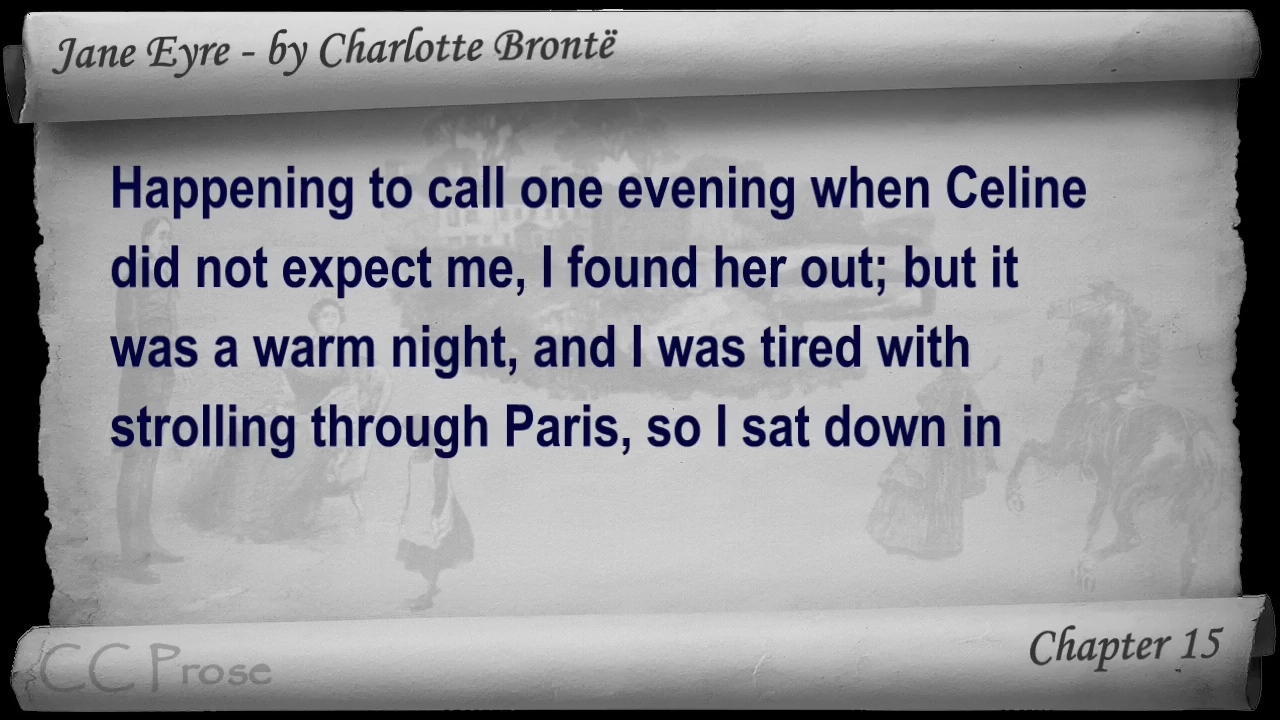 Jane Eyre - by Charlotte Brontë
Happening to call one evening when Celine
did not expect me, I found her out; but it
was a warm night, and I was tired with
strolling through Paris, so I sat down in
Chapter 15
CC Prose